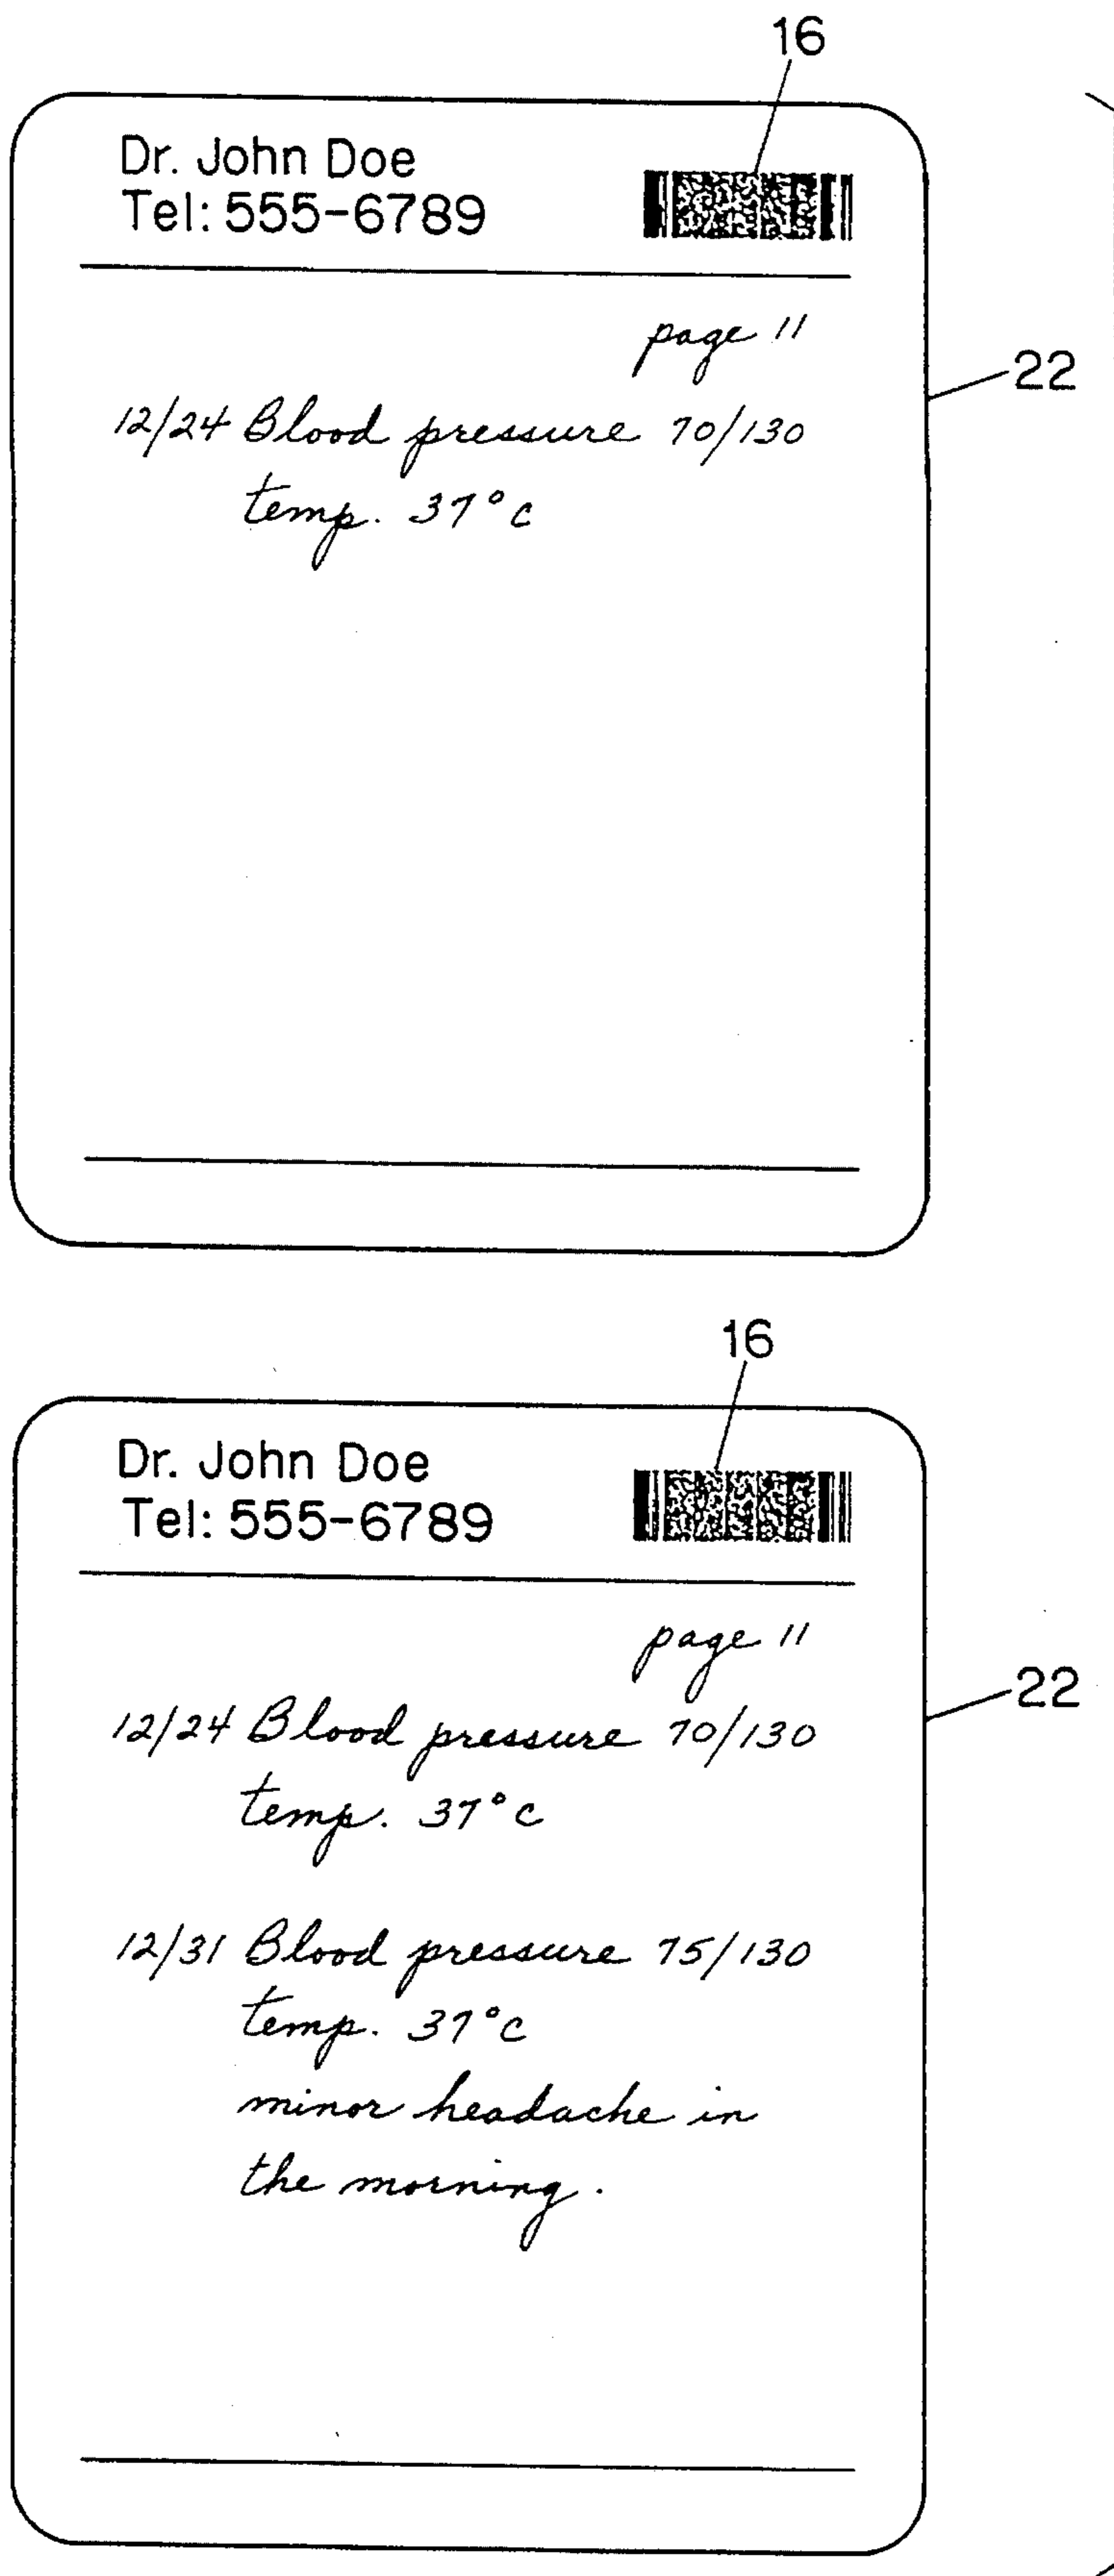 16
Dr. John Doe
Tel: 555-6789
page 11
22
12/24 Blood pressure 70/130
temp. 37°c
16
Dr. John Doe
Tel: 555-6789
page 11
22
12/24 Blood pressure 70/130
temp. 37°c
12/31 Blood pressure 75/130
temp. 37°c
minor headache in
the morning.